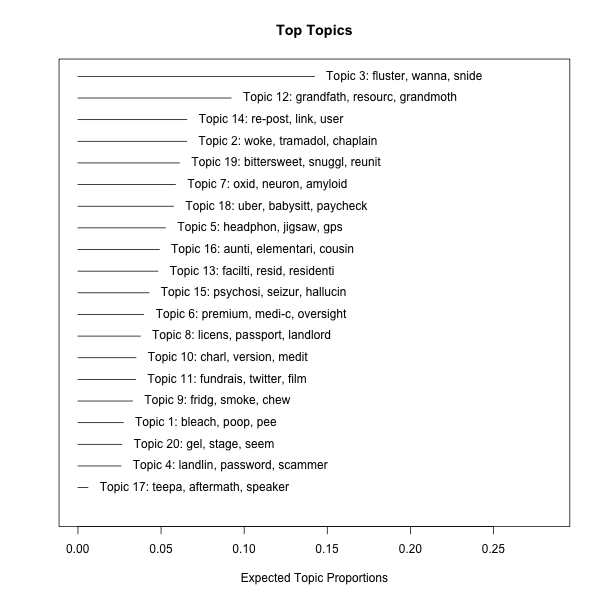 Top Topics
Topic 3: fluster, wanna, snide
Topic 12: grandfath, resourc, grandmoth
Topic 14: re-post, link, user
Topic 2: woke, tramadol, chaplain
Topic 19: bittersweet, snuggl, reunit
Topic 7: oxid, neuron, amyloid
Topic 18: uber, babysitt, paycheck
Topic 5: headphon, jigsaw, gps
Topic 16: aunti, elementari, cousin
Topic 13: facilti, resid, residenti
Topic 15: psychosi, seizur, hallucin
Topic 6: premium, medi-c, oversight
Topic 8: licens, passport, landlord
Topic 10: charl, version, medit
Topic 11: fundrais, twitter, film
Topic 9: fridg, smoke, chew
Topic 1: bleach, poop, pee
Topic 20: gel, stage, seem
Topic 4: landlin, password, scammer
Topic 17: teepa, aftermath, speaker
0.00 0.05 0.10 0.15 0.20 0.25
Expected Topic Proportions